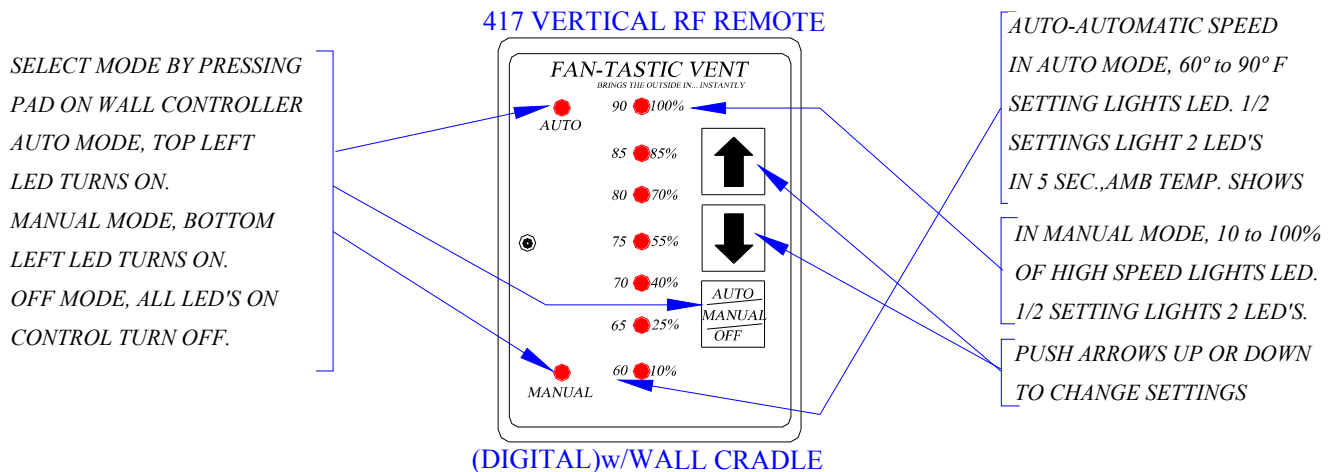 417 VERTICAL RF REMOTE
SELECT MODE BY PRESSING
PAD ON WALL CONTROLLER
AUTO MODE, TOP LEFT
LED TURNS ON.
MANUAL MODE, BOTTOM
LEFT LED TURNS ON.
OFF MODE, ALL LED'S ON
CONTROL TURN OFF.
FAN-TASTIC VENT
BRINGS THE OUTSIDE IN... INSTANTLY
AUTO
90 100%
85 85%
80 70%
75 55%
70 40%
65 25%
60 10%
MANUAL
AUTO
MANUAL
OFF
AUTO-AUTOMATIC SPEED
IN AUTO MODE, 60º to 90º F
SETTING LIGHTS LED. 1/2
SETTINGS LIGHT 2 LED'S
IN 5 SEC.,AMB TEMP. SHOWS
IN MANUAL MODE, 10 to 100%
OF HIGH SPEED LIGHTS LED.
1/2 SETTING LIGHTS 2 LED'S.
PUSH ARROWS UP OR DOWN
TO CHANGE SETTINGS
(DIGITAL)w/WALL CRADLE